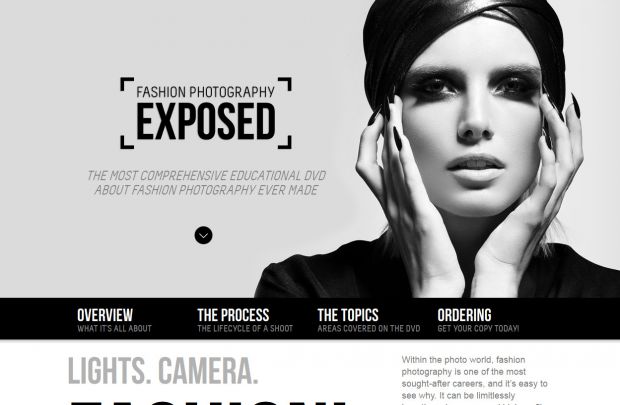 FASHION PHOTOGRAPHY
EXPOSED
THE MOST COMPREHENSIVE EDUCATIONAL DVD
ABOUT FASHION PHOTOGRAPHY EVER MADE
OVERVIEW
WHAT IT'S ALL ABOUT
THE PROCESS
THE LIFECYCLE OF A SHOOT
THE TOPICS
AREAS COVERED ON THE DVD
ORDERING
GET YOUR COPY TODAY!
LIGHTS. CAMERA.
FASHION!
Within the photo world, fashion
photography is one of the most
sought-after careers, and it's easy to
see why. It can be limitlessly